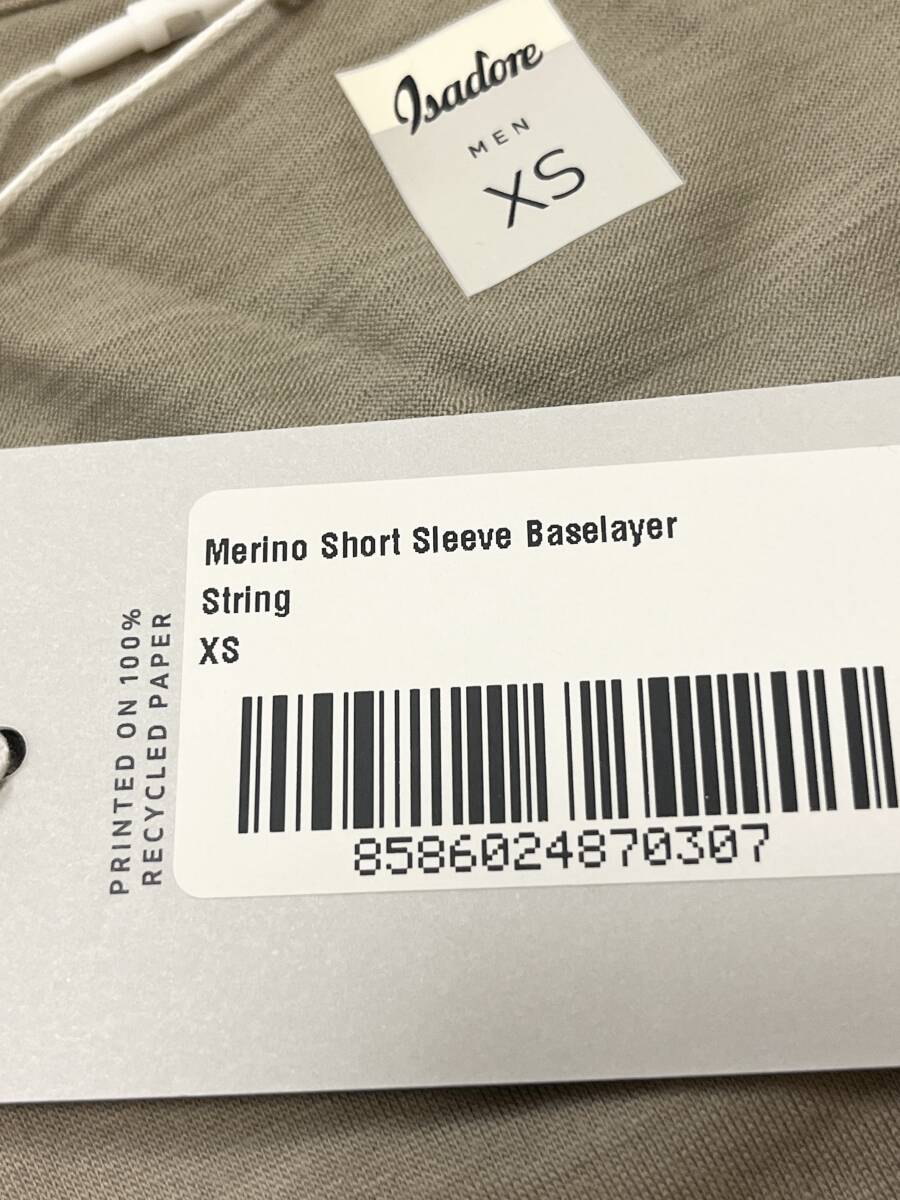 Isadore
MEN
XS
Merino Short Sleeve Baselayer
String
XS
8586024870307
PRINTED ON 100%
RECYCLED PAPER